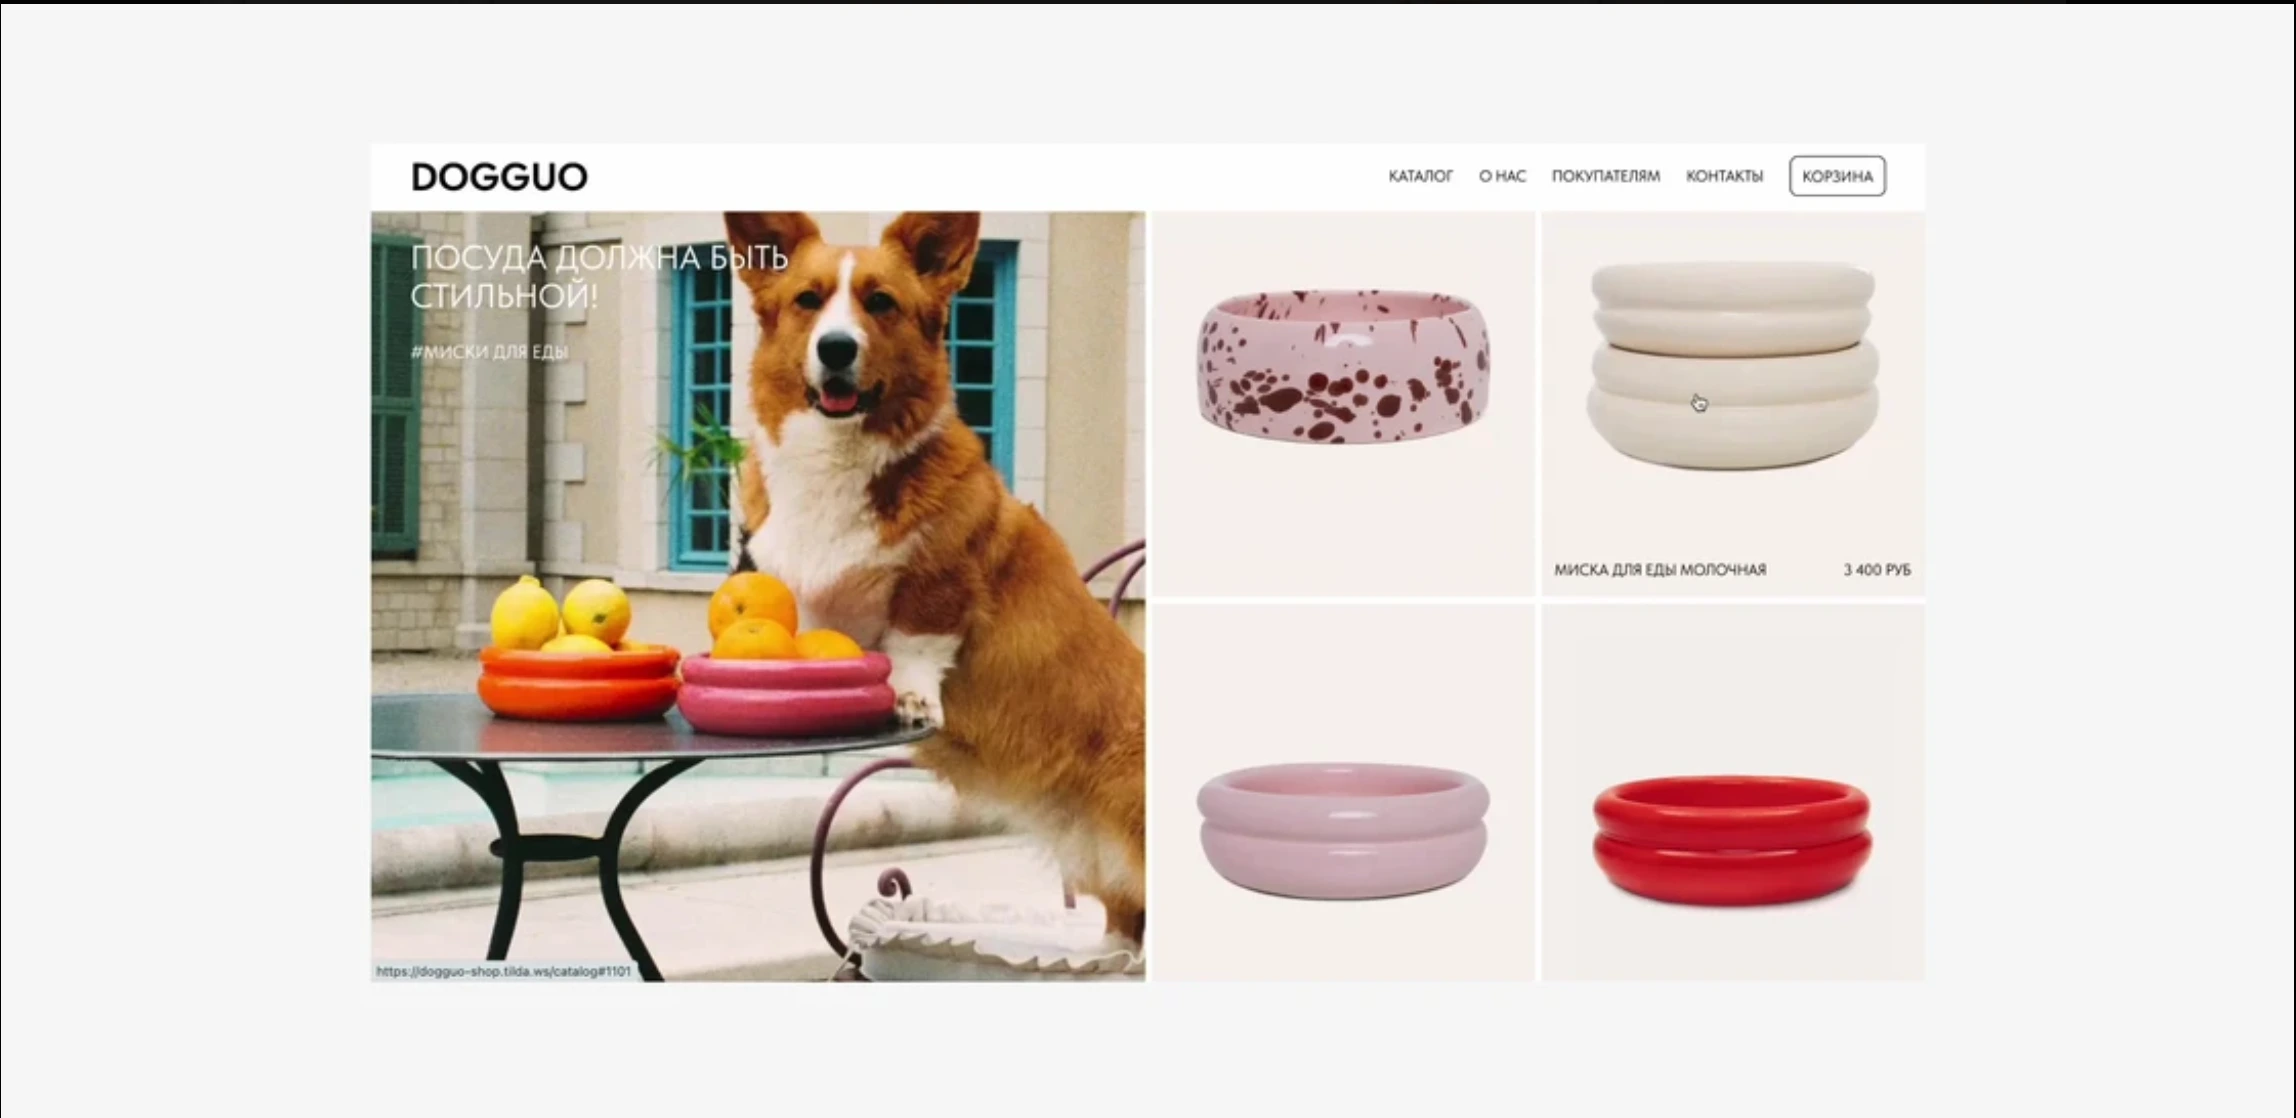 DOGGUO
КАТАЛОГ О НАС ПОКУПАТЕЛЯМ КОНТАКТЫ КОРЗИНА
ПОСУДА ДОЛЖНА БЫТЬ
СТИЛЬНОЙ!
#МИСКИ ДЛЯ ЕДЫ
МИСКА ДЛЯ ЕДЫ МОЛОЧНАЯ 3 400 РУБ
https://dogguo-shop.tilda.ws/catalog#1101